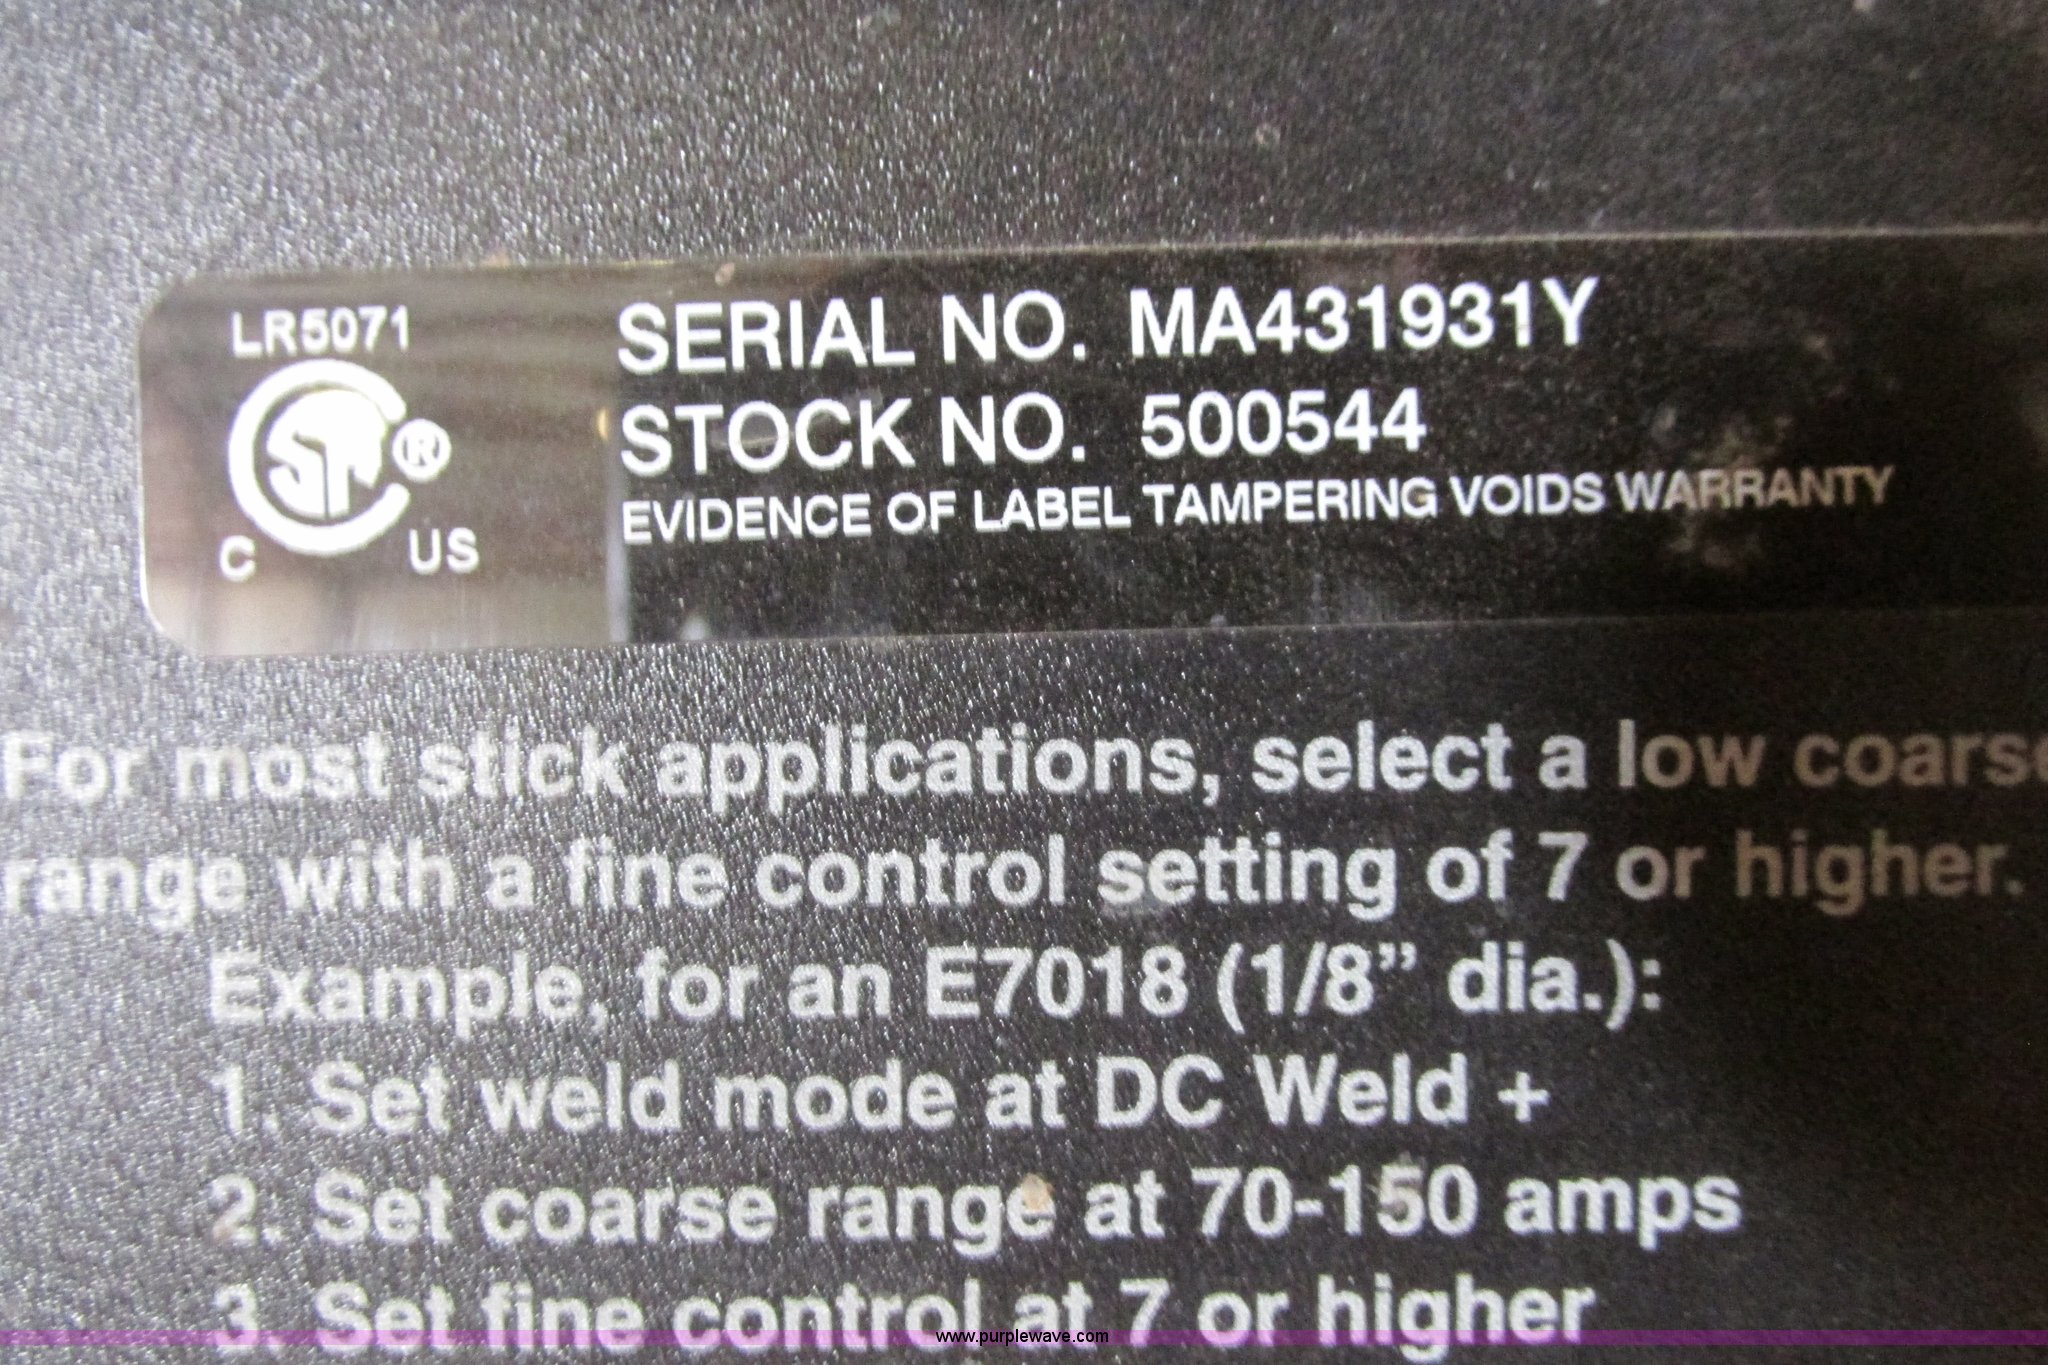 LR5071
SA ®
C US
SERIAL NO. MA431931Y
STOCK NO. 500544
EVIDENCE OF LABEL TAMPERING VOIDS WARRANTY
For most stick applications, select a low coarse
range with a fine control setting of 7 or higher.
Example, for an E7018 (1/8” dia.):
1. Set weld mode at DC Weld +
2. Set coarse range at 70-150 amps
3. Set fine control at 7 or higher
www.purplewave.com